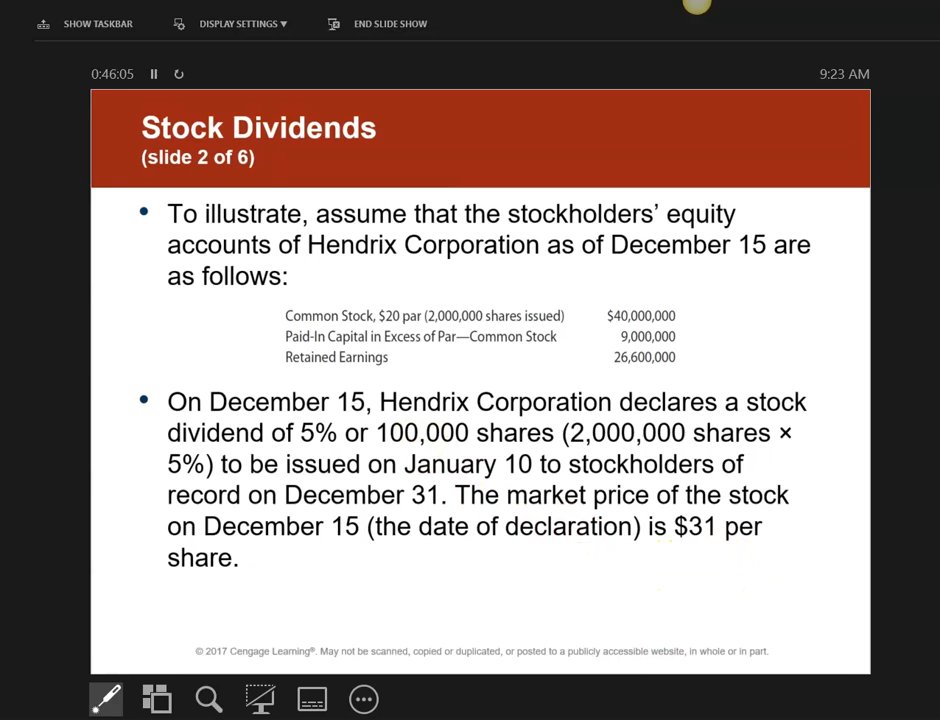 SHOW TASKBAR DISPLAY SETTINGS ▼ END SLIDE SHOW
0:46:05 9:23 AM
Stock Dividends
(slide 2 of 6)
• To illustrate, assume that the stockholders’ equity
accounts of Hendrix Corporation as of December 15 are
as follows:
Common Stock, $20 par (2,000,000 shares issued) $40,000,000
Paid-In Capital in Excess of Par—Common Stock 9,000,000
Retained Earnings 26,600,000
• On December 15, Hendrix Corporation declares a stock
dividend of 5% or 100,000 shares (2,000,000 shares ×
5%) to be issued on January 10 to stockholders of
record on December 31. The market price of the stock
on December 15 (the date of declaration) is $31 per
share.
© 2017 Cengage Learning®. May not be scanned, copied or duplicated, or posted to a publicly accessible website, in whole or in part.